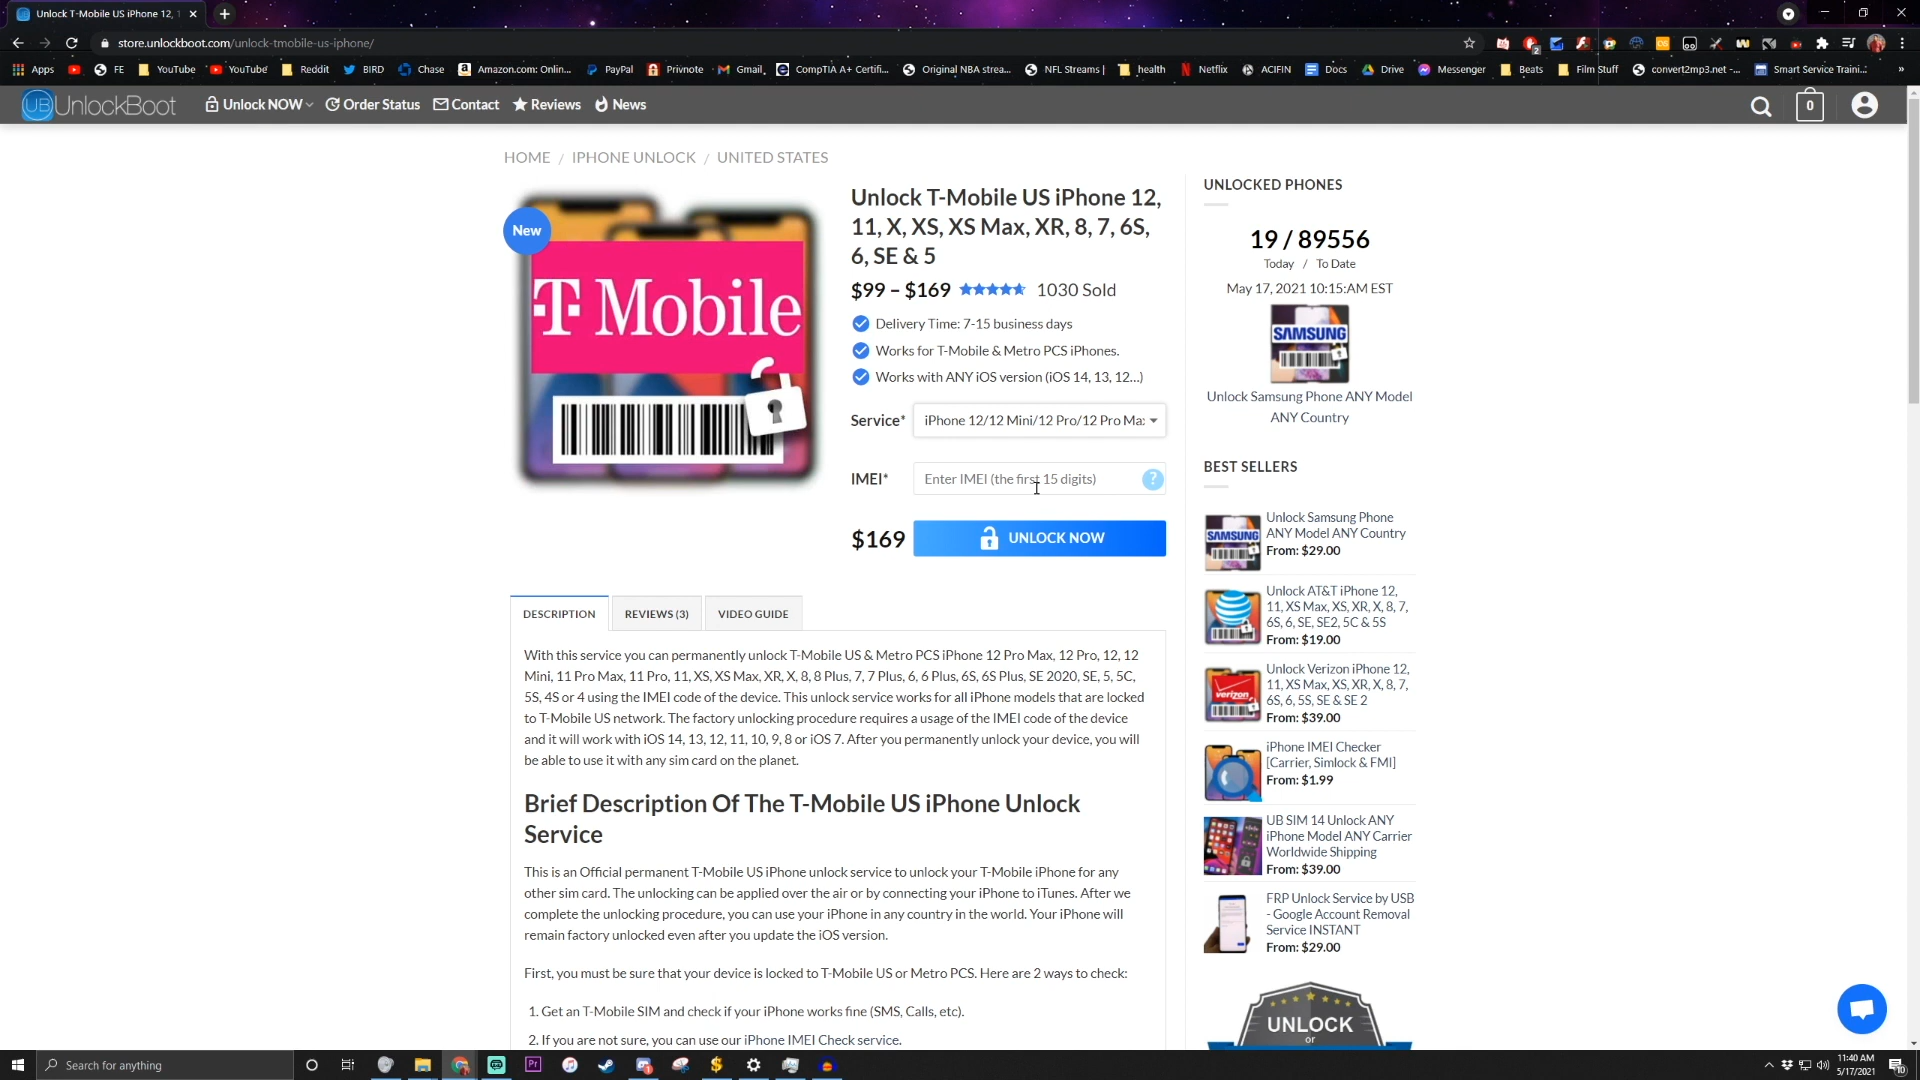 Unlock T-Mobile US iPhone 12, 1
store.unlockboot.com/unlock-tmobile-us-iphone/
Apps FE YouTube YouTube Reddit BIRD Chase Amazon.com: Onlin... PayPal Privnote Gmail CompTIA A+ Certifi... Original NBA strea... NFL Streams | health Netflix ACIFIN Docs Drive Messenger Beats Film Stuff convert2mp3.net -... Smart Service Traini... »
UB UnlockBoot Unlock NOW Order Status Contact Reviews News 0
HOME / IPHONE UNLOCK / UNITED STATES
New
T Mobile
Unlock T-Mobile US iPhone 12,
11, X, XS, XS Max, XR, 8, 7, 6S,
6, SE & 5
$99 – $169 1030 Sold
Delivery Time: 7-15 business days
Works for T-Mobile & Metro PCS iPhones.
Works with ANY iOS version (iOS 14, 13, 12...)
Service* iPhone 12/12 Mini/12 Pro/12 Pro Ma
IMEI* Enter IMEI (the first 15 digits) ?
$169 UNLOCK NOW
DESCRIPTION REVIEWS (3) VIDEO GUIDE
With this service you can permanently unlock T-Mobile US & Metro PCS iPhone 12 Pro Max, 12 Pro, 12, 12
Mini, 11 Pro Max, 11 Pro, 11, XS, XS Max, XR, X, 8, 8 Plus, 7, 7 Plus, 6, 6 Plus, 6S, 6S Plus, SE 2020, SE, 5, 5C,
5S, 4S or 4 using the IMEI code of the device. This unlock service works for all iPhone models that are locked
to T-Mobile US network. The factory unlocking procedure requires a usage of the IMEI code of the device
and it will work with iOS 14, 13, 12, 11, 10, 9, 8 or iOS 7. After you permanently unlock your device, you will
be able to use it with any sim card on the planet.
Brief Description Of The T-Mobile US iPhone Unlock
Service
This is an Official permanent T-Mobile US iPhone unlock service to unlock your T-Mobile iPhone for any
other sim card. The unlocking can be applied over the air or by connecting your iPhone to iTunes. After we
complete the unlocking procedure, you can use your iPhone in any country in the world. Your iPhone will
remain factory unlocked even after you update the iOS version.
First, you must be sure that your device is locked to T-Mobile US or Metro PCS. Here are 2 ways to check:
1. Get an T-Mobile SIM and check if your iPhone works fine (SMS, Calls, etc).
2. If you are not sure, you can use our iPhone IMEI Check service.
UNLOCKED PHONES
19 / 89556
Today / To Date
May 17, 2021 10:15:AM EST
SAMSUNG
Unlock Samsung Phone ANY Model
ANY Country
BEST SELLERS
SAMSUNG
Unlock Samsung Phone
ANY Model ANY Country
From: $29.00
Unlock AT&T iPhone 12,
11, XS Max, XS, XR, X, 8, 7,
6S, 6, SE, SE2, 5C & 5S
From: $19.00
verizon
Unlock Verizon iPhone 12,
11, XS Max, XS, XR, X, 8, 7,
6S, 6, 5S, SE & SE 2
From: $39.00
iPhone IMEI Checker
[Carrier, Simlock & FMI]
From: $1.99
UB SIM 14 Unlock ANY
iPhone Model ANY Carrier
Worldwide Shipping
From: $39.00
FRP Unlock Service by USB
- Google Account Removal
Service INSTANT
From: $29.00
UNLOCK
or
Search for anything
Pr
11:40 AM
5/17/2021